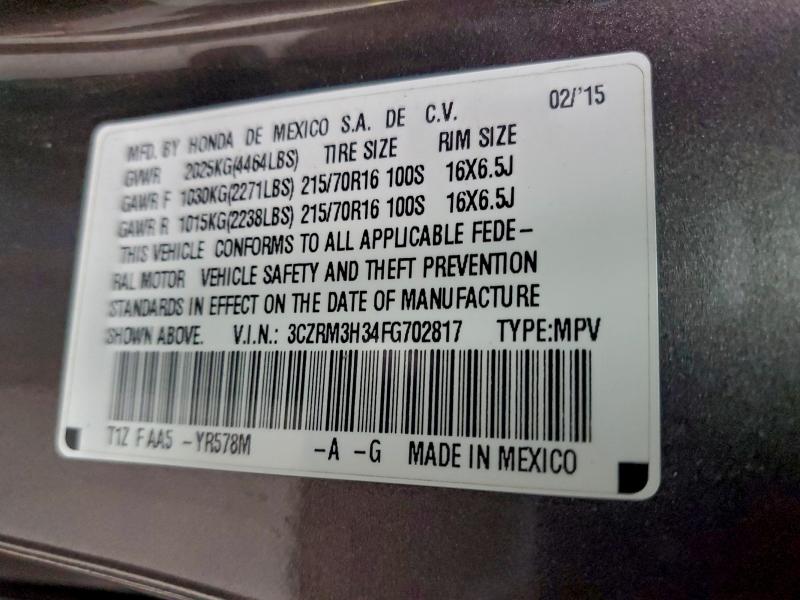 MFD. BY HONDA DE MEXICO S.A. DE C.V. 02/'15
GVWR 2025KG(4464LBS) TIRE SIZE RIM SIZE
GAWR F 1030KG(2271LBS) 215/70R16 100S 16X6.5J
GAWR R 1015KG(2238LBS) 215/70R16 100S 16X6.5J
THIS VEHICLE CONFORMS TO ALL APPLICABLE FEDE-
RAL MOTOR VEHICLE SAFETY AND THEFT PREVENTION
STANDARDS IN EFFECT ON THE DATE OF MANUFACTURE
SHOWN ABOVE. V.I.N.: 3CZRM3H34FG702817 TYPE:MPV
T1Z F AA5 -YR578M -A -G MADE IN MEXICO